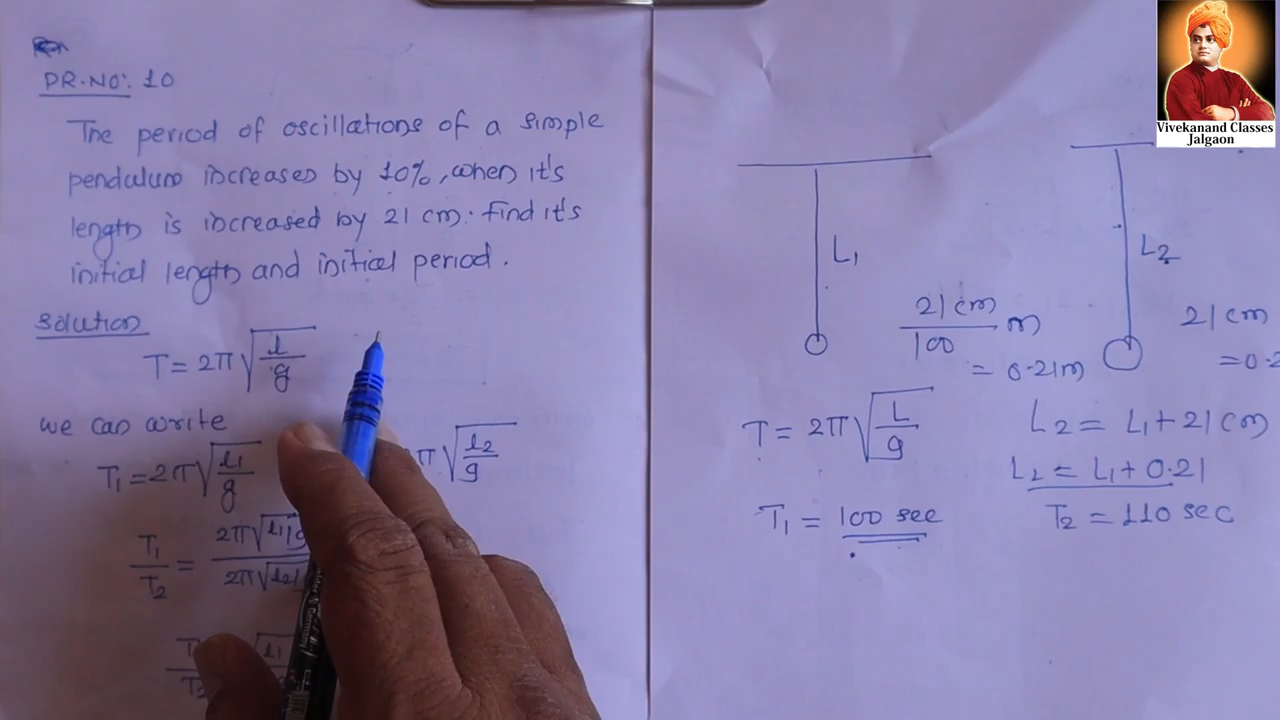 PR.NO: 10
The period of oscillations of a simple
pendulum increases by 10%, when it's
length is increased by 21 cm. Find it's
initial length and initial period.
Solution
T = 2π√(l/g)
we can write
T₁ = 2π√(l₁/g)
π√(l₂/g)
T₁/T₂ =
L₁
L₂
21 cm/100 m
= 0.21m
21 cm
T = 2π√(L/g)
L₂ = L₁ + 21 cm
L₂ = L₁ + 0.21
T₁ = 100 sec
T₂ = 110 sec
Vivekanand Classes
Jalgaon